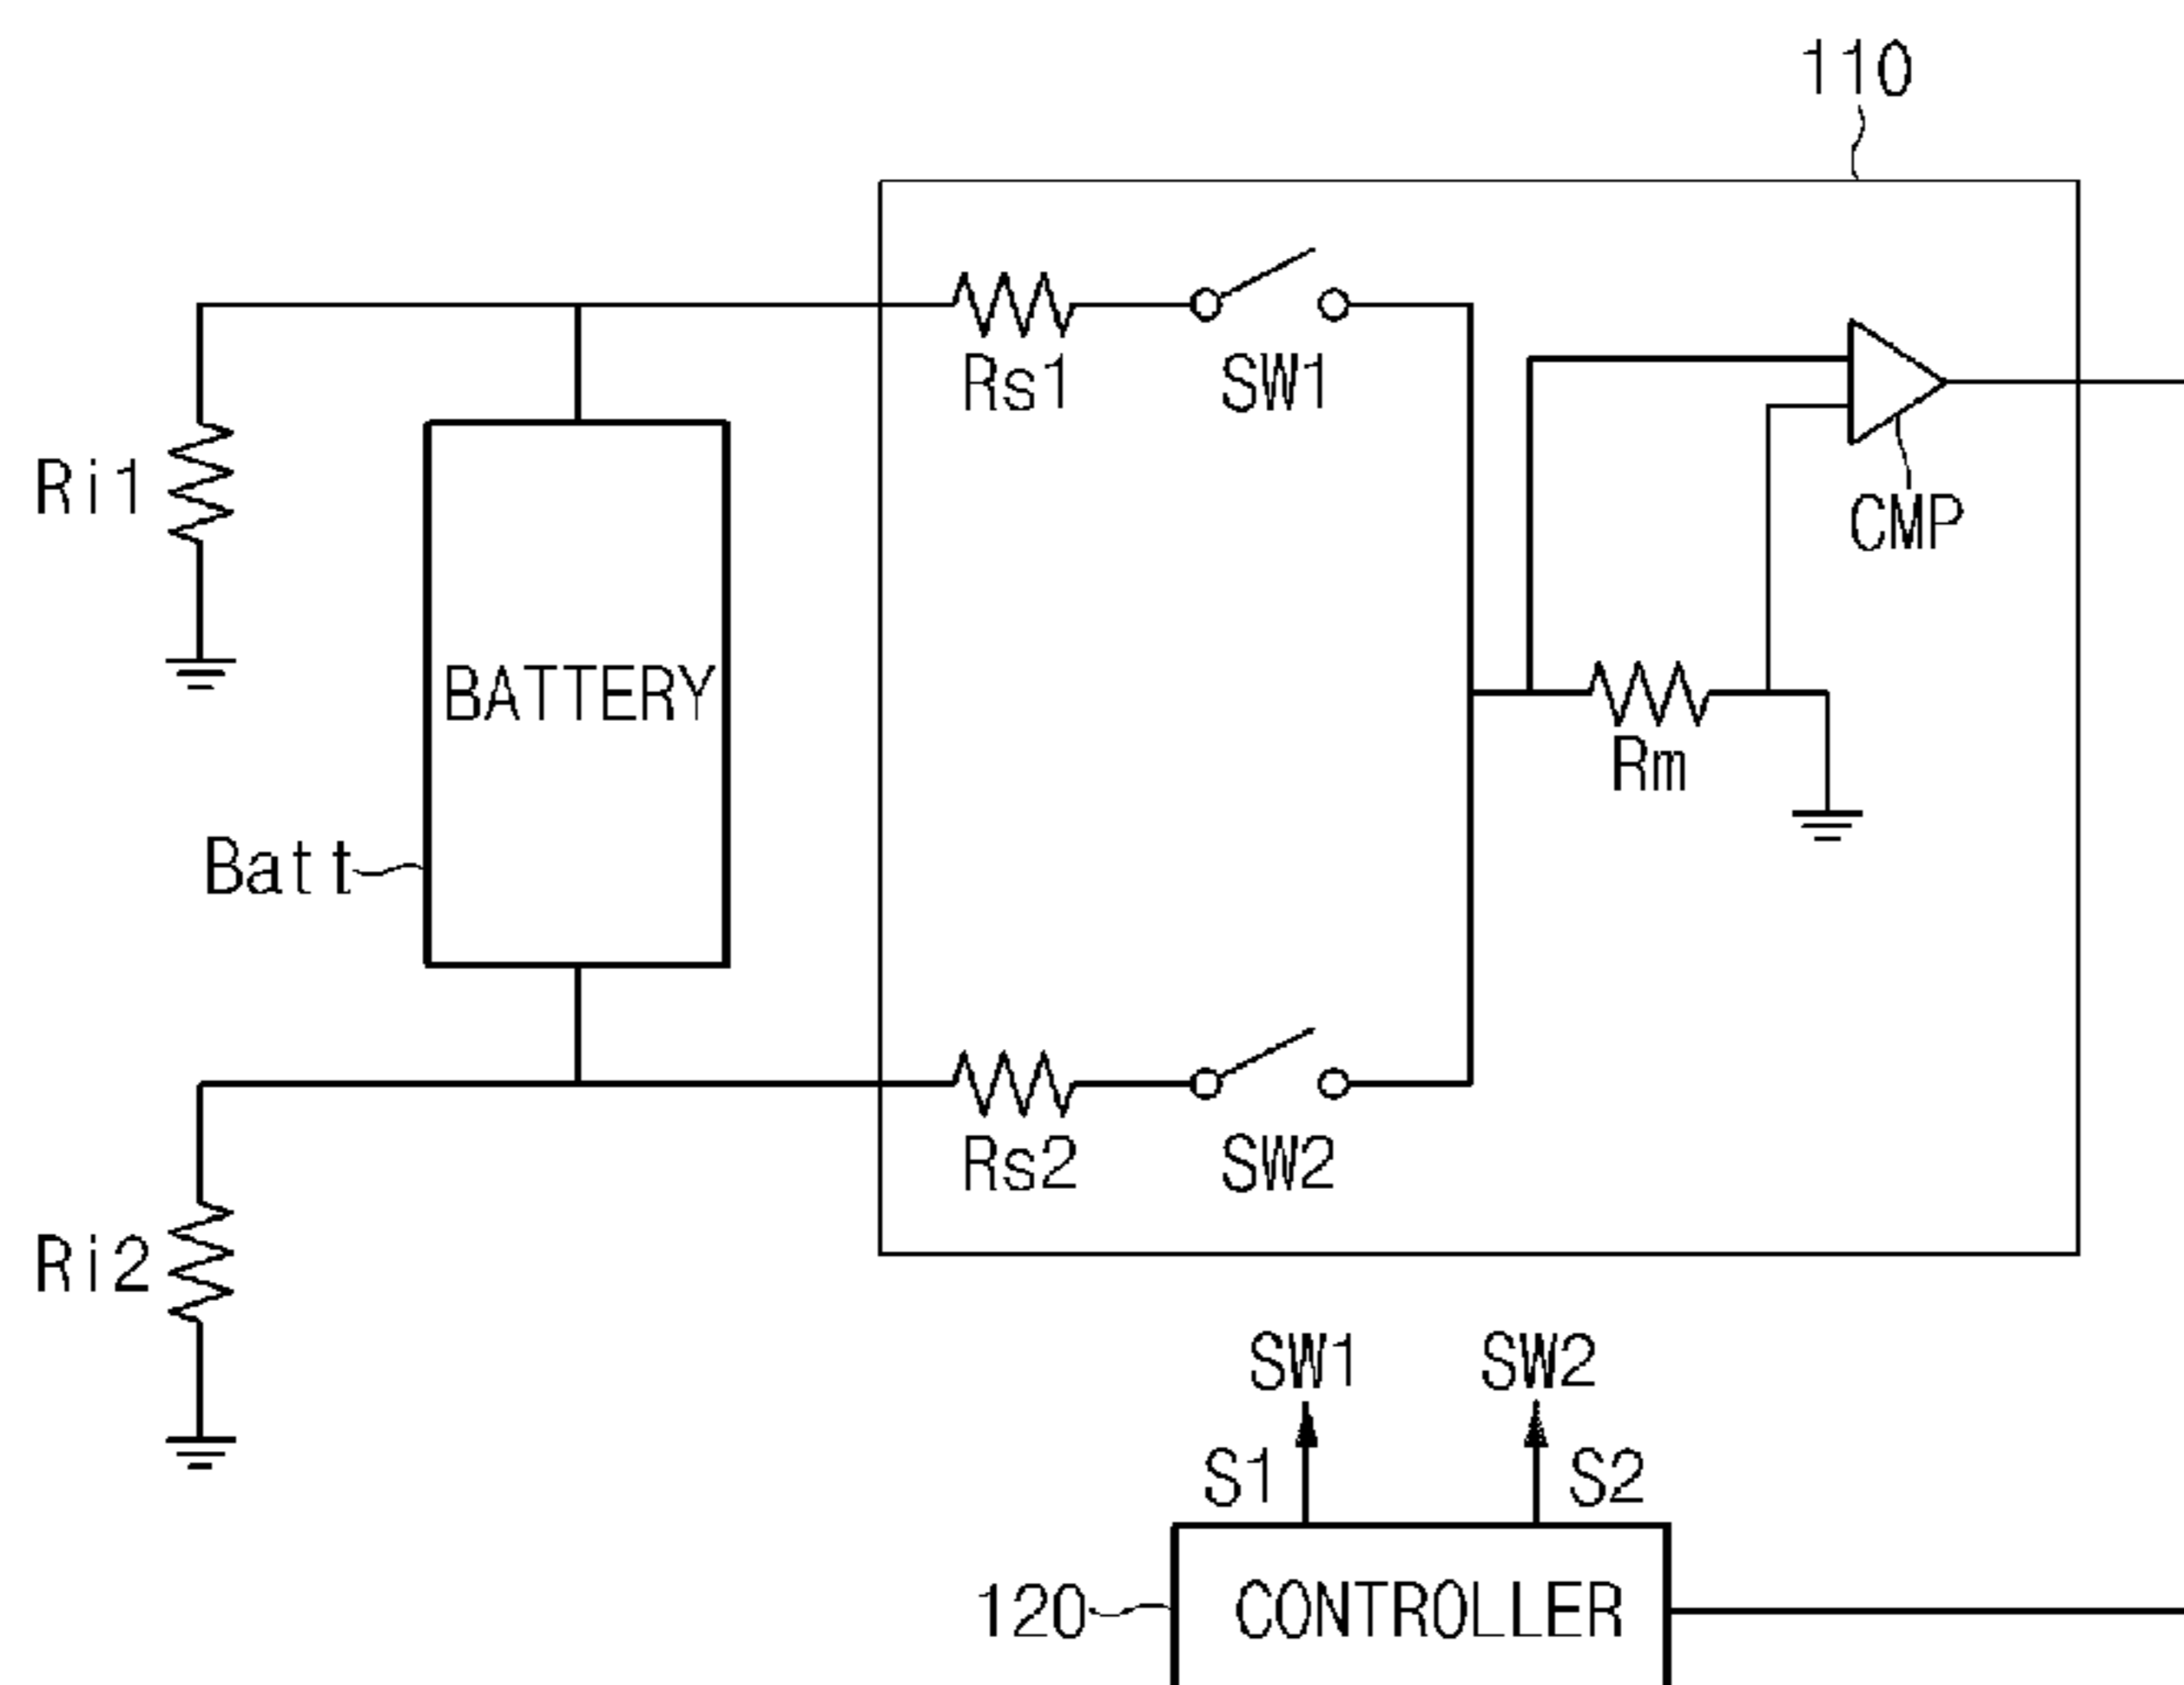 110
Rs1
SW1
Ri1
CMP
BATTERY
Rm
Batt
Rs2
SW2
Ri2
SW1
SW2
S1
S2
120
CONTROLLER